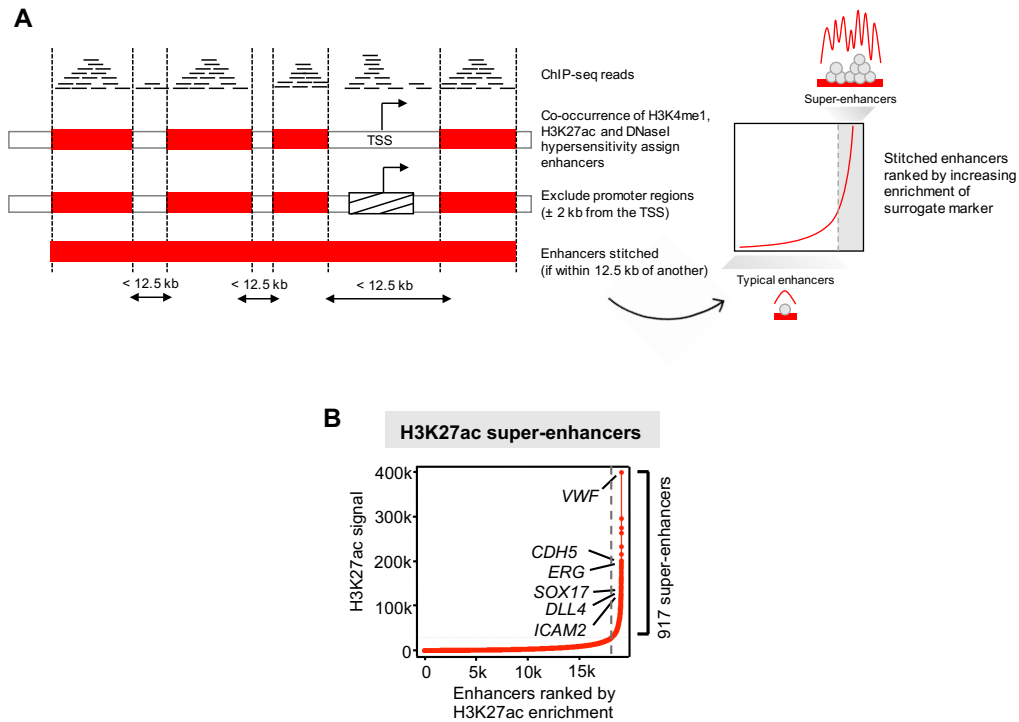 A
ChIP-seq reads
Co-occurrence of H3K4me1,
H3K27ac and DNaseI
hypersensitivity assign
enhancers
TSS
Exclude promoter regions
(± 2 kb from the TSS)
Enhancers stitched
(if within 12.5 kb of another)
< 12.5 kb
< 12.5 kb
< 12.5 kb
Super-enhancers
Stitched enhancers
ranked by increasing
enrichment of
surrogate marker
Typical enhancers
B
H3K27ac super-enhancers
H3K27ac signal
400k
300k
200k
100k
0
VWF
CDH5
ERG
SOX17
DLL4
ICAM2
917 super-enhancers
0
5k
10k
15k
Enhancers ranked by
H3K27ac enrichment